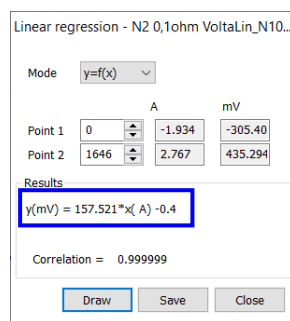 Linear regression - N2 0,1ohm VoltaLin_N10...
Mode y=f(x)
A mV
Point 1 0 -1.934 -305.40
Point 2 1646 2.767 435.294
Results
y(mV) = 157.521*x( A) -0.4
Correlation = 0.999999
Draw Save Close